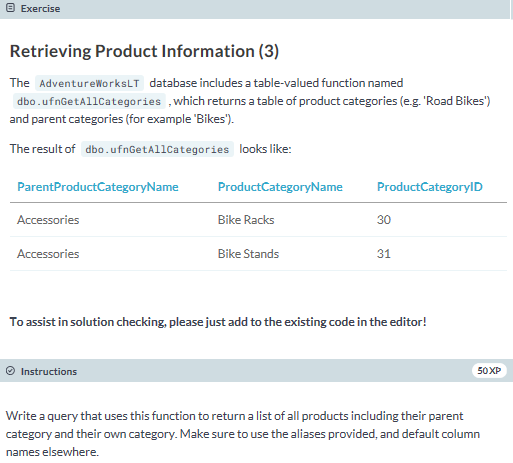 Exercise
Retrieving Product Information (3)
The AdventureWorksLT database includes a table-valued function named
dbo.ufnGetAllCategories , which returns a table of product categories (e.g. 'Road Bikes')
and parent categories (for example 'Bikes').
The result of dbo.ufnGetAllCategories looks like:
ParentProductCategoryName ProductCategoryName ProductCategoryID
Accessories Bike Racks 30
Accessories Bike Stands 31
To assist in solution checking, please just add to the existing code in the editor!
Instructions 50 XP
Write a query that uses this function to return a list of all products including their parent
category and their own category. Make sure to use the aliases provided, and default column
names elsewhere.